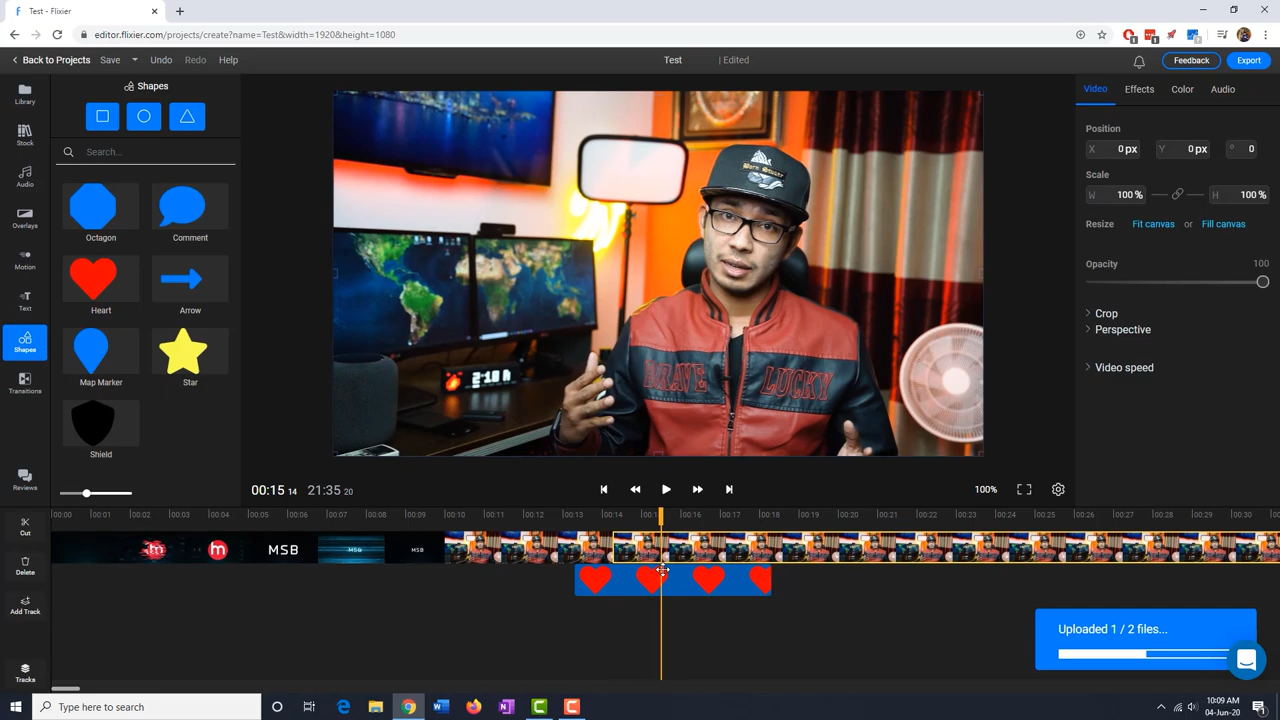 Test - Flixier
editor.flixier.com/projects/create?name=Test&width=1920&height=1080
Back to Projects Save Undo Redo Help
Test | Edited
Feedback Export
Library
Stock
Audio
Overlays
Motion
Text
Shapes
Transitions
Reviews
Shapes
Search...
Octagon Comment
Heart Arrow
Map Marker Star
Shield
BRAVE LUCKY
Video Effects Color Audio
Position
X 0 px Y 0 px ° 0
Scale
W 100 % H 100 %
Resize Fit canvas or Fill canvas
Opacity 100
Crop
Perspective
Video speed
00:15 14 21:35 20
100%
00:00 00:01 00:02 00:03 00:04 00:05 00:06 00:07 00:08 00:09 00:10 00:11 00:12 00:13 00:14 00:16 00:17 00:18 00:19 00:20 00:21 00:22 00:23 00:24 00:25 00:26 00:27 00:28 00:29 00:30 00
Cut
Delete
Add Track
Tracks
MSB MSB
Uploaded 1 / 2 files...
Type here to search
10:09 AM
04-Jun-20